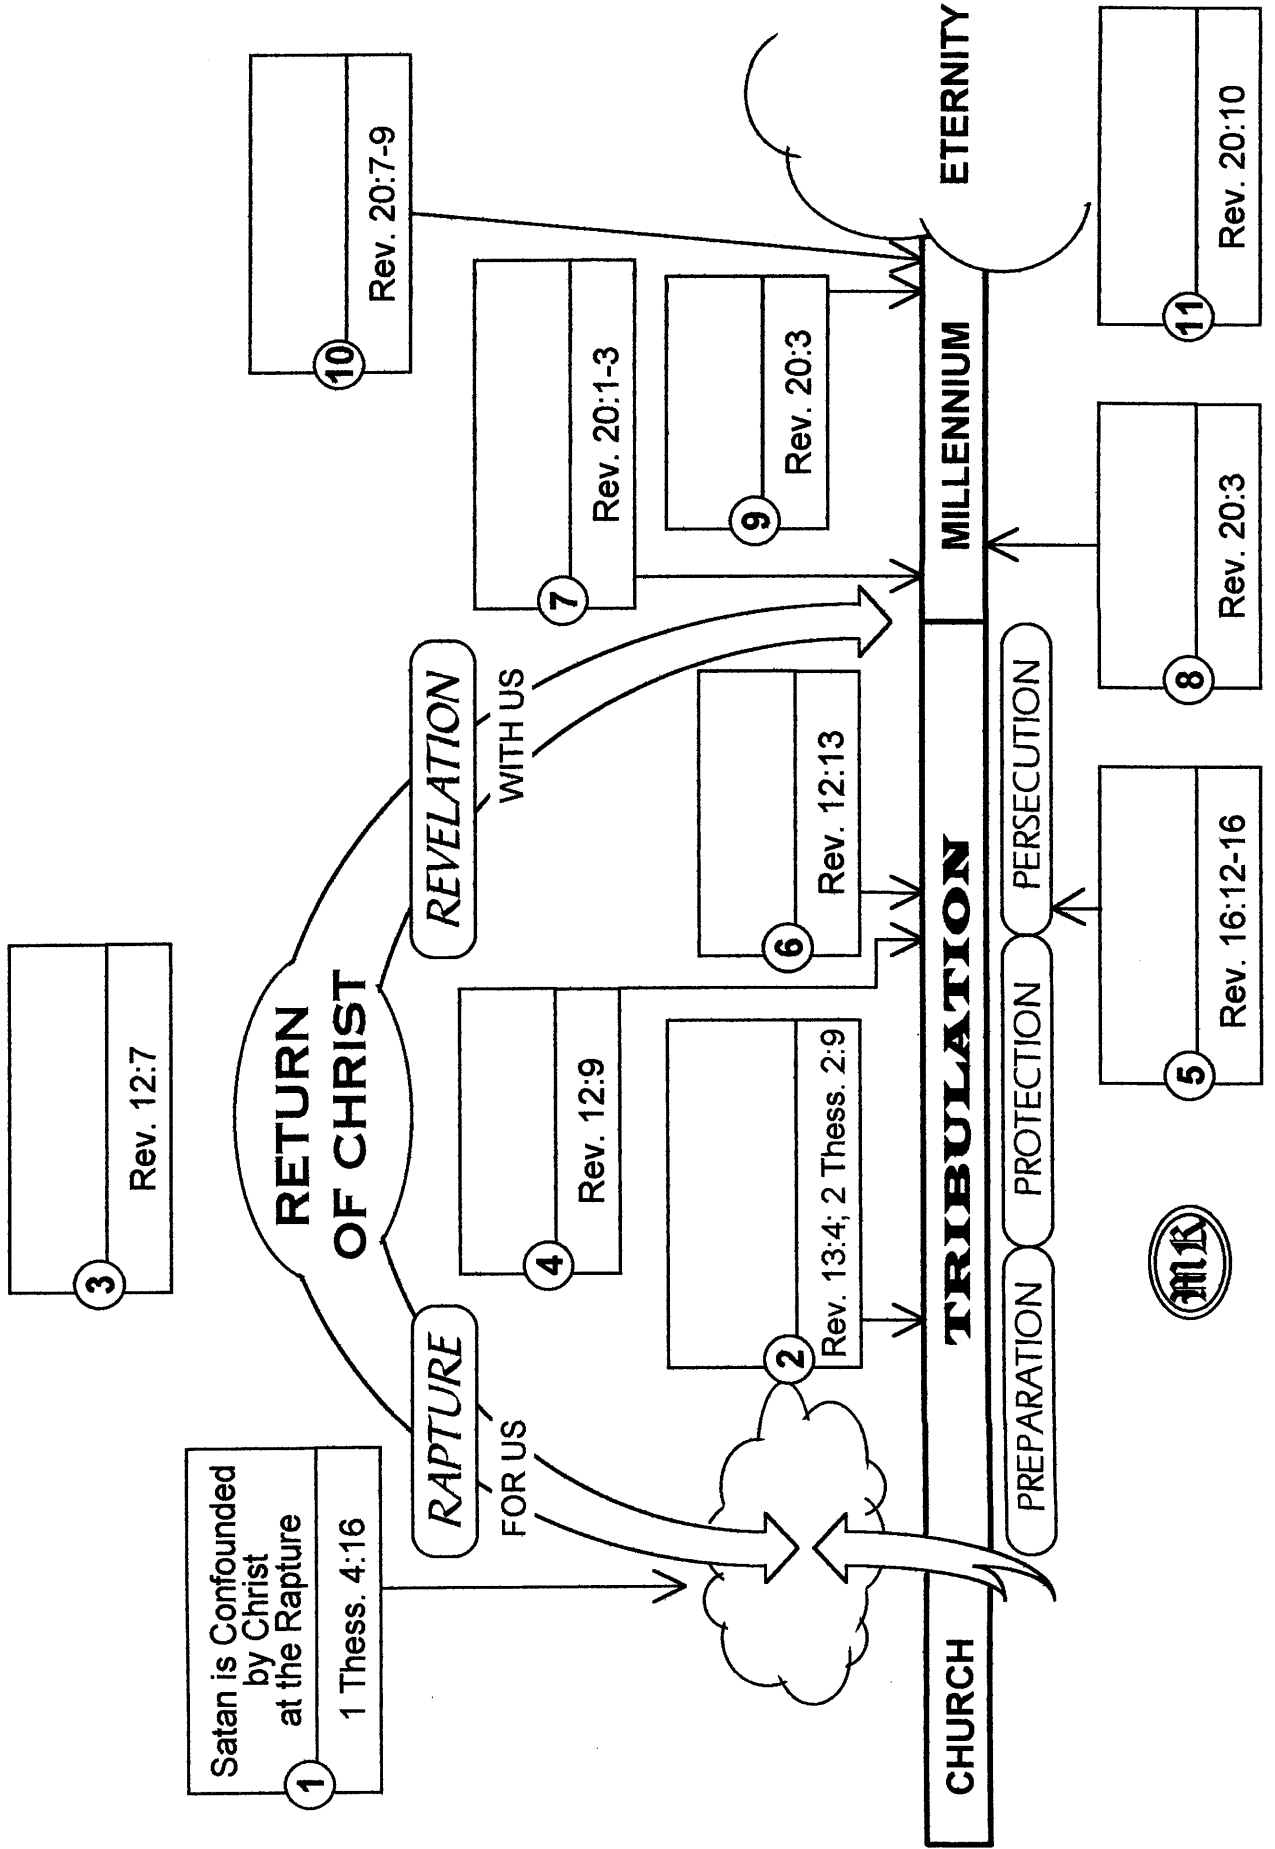 3
Rev. 12:7
1
Satan is Confounded
by Christ
at the Rapture
1 Thess. 4:16
10
Rev. 20:7-9
RETURN
OF CHRIST
RAPTURE
FOR US
REVELATION
WITH US
4
Rev. 12:9
7
Rev. 20:1-3
2
Rev. 13:4; 2 Thess. 2:9
6
Rev. 12:13
9
Rev. 20:3
CHURCH
TRIBULATION
MILLENNIUM
ETERNITY
PREPARATION
PROTECTION
PERSECUTION
MR
5
Rev. 16:12-16
8
Rev. 20:3
11
Rev. 20:10